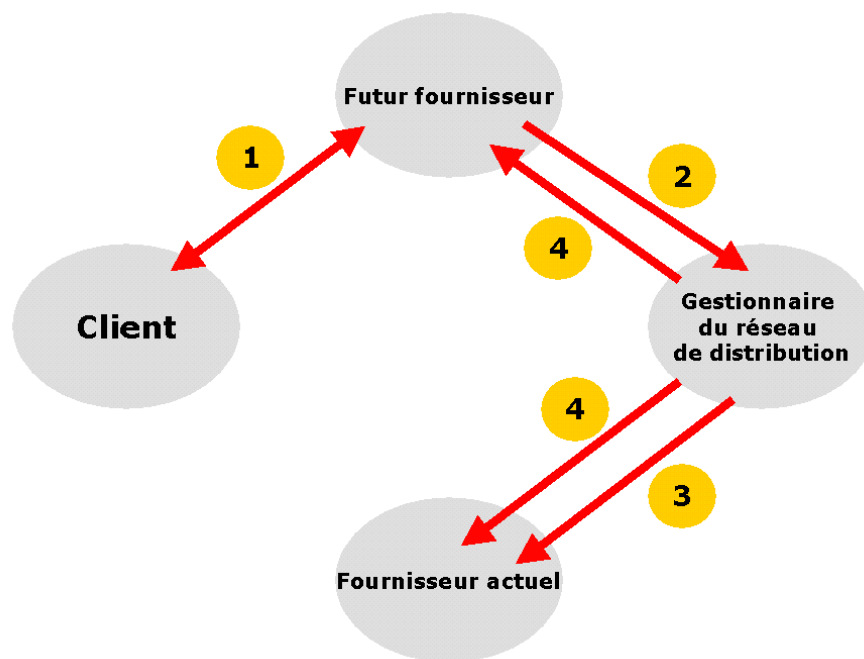 Futur fournisseur
1
2
4
Client
Gestionnaire
du réseau
de distribution
4
3
Fournisseur actuel